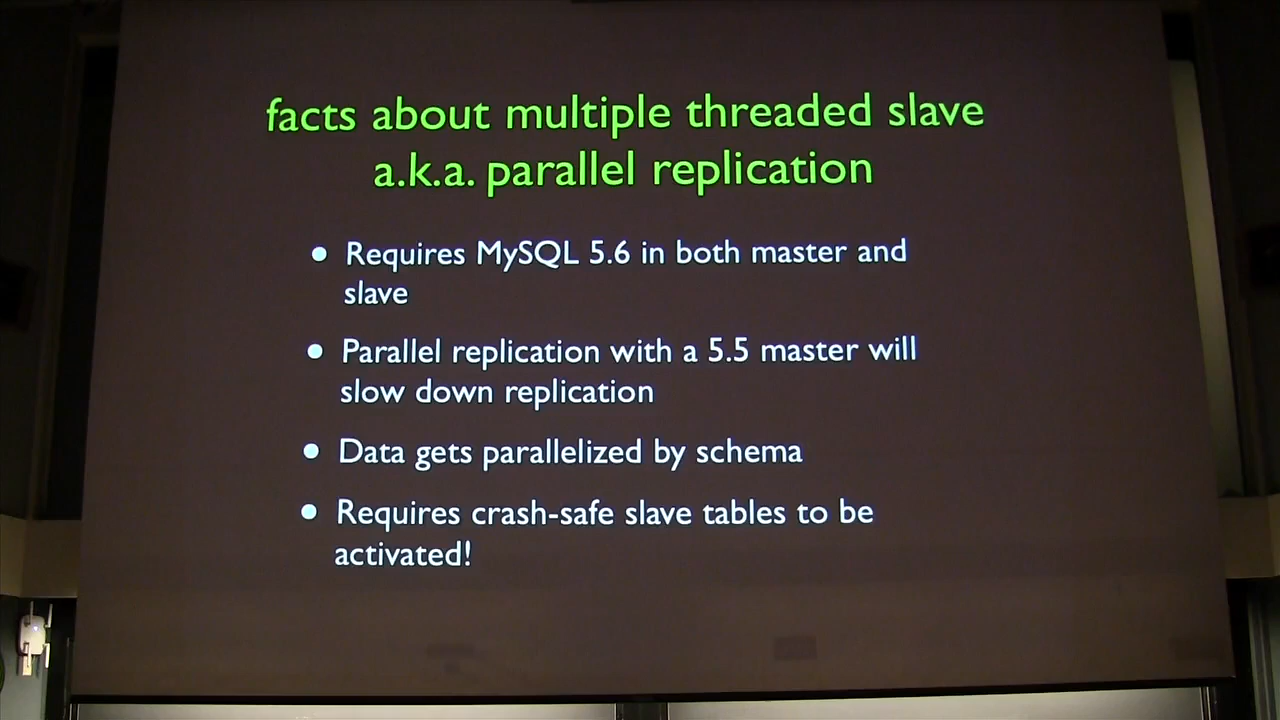 facts about multiple threaded slave
a.k.a. parallel replication
• Requires MySQL 5.6 in both master and
slave
• Parallel replication with a 5.5 master will
slow down replication
• Data gets parallelized by schema
• Requires crash-safe slave tables to be
activated!